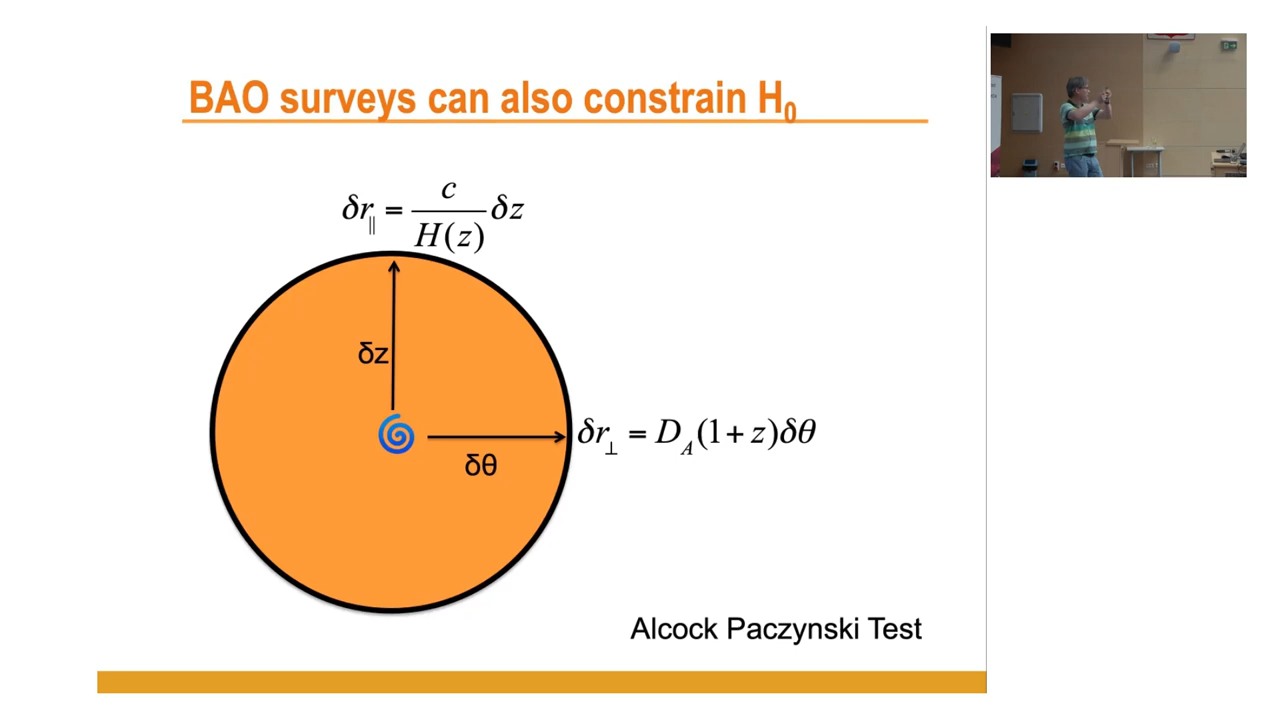 BAO surveys can also constrain H₀
δr∥ = c/H(z) δz
δz
δr⊥ = D_A(1+z)δθ
δθ
Alcock Paczynski Test